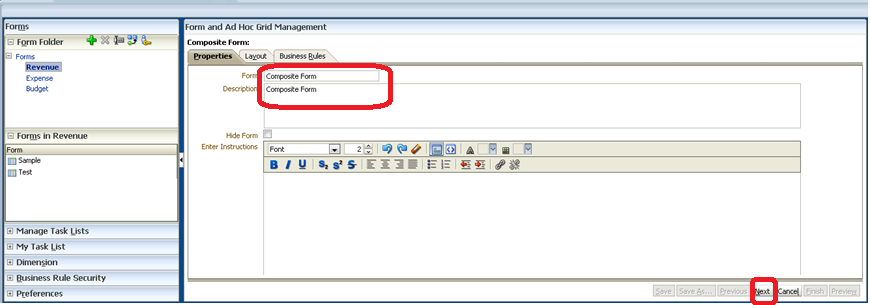 Forms
Form Folder
Forms
Revenue
Expense
Budget
Forms in Revenue
Form
Sample
Test
Manage Task Lists
My Task List
Dimension
Business Rule Security
Preferences
Form and Ad Hoc Grid Management
Composite Form:
Properties Layout Business Rules
Form Composite Form
Description Composite Form
Hide Form
Enter Instructions Font 2
B I U S2 S2 S
Save Save As... Previous Next Cancel Finish Preview